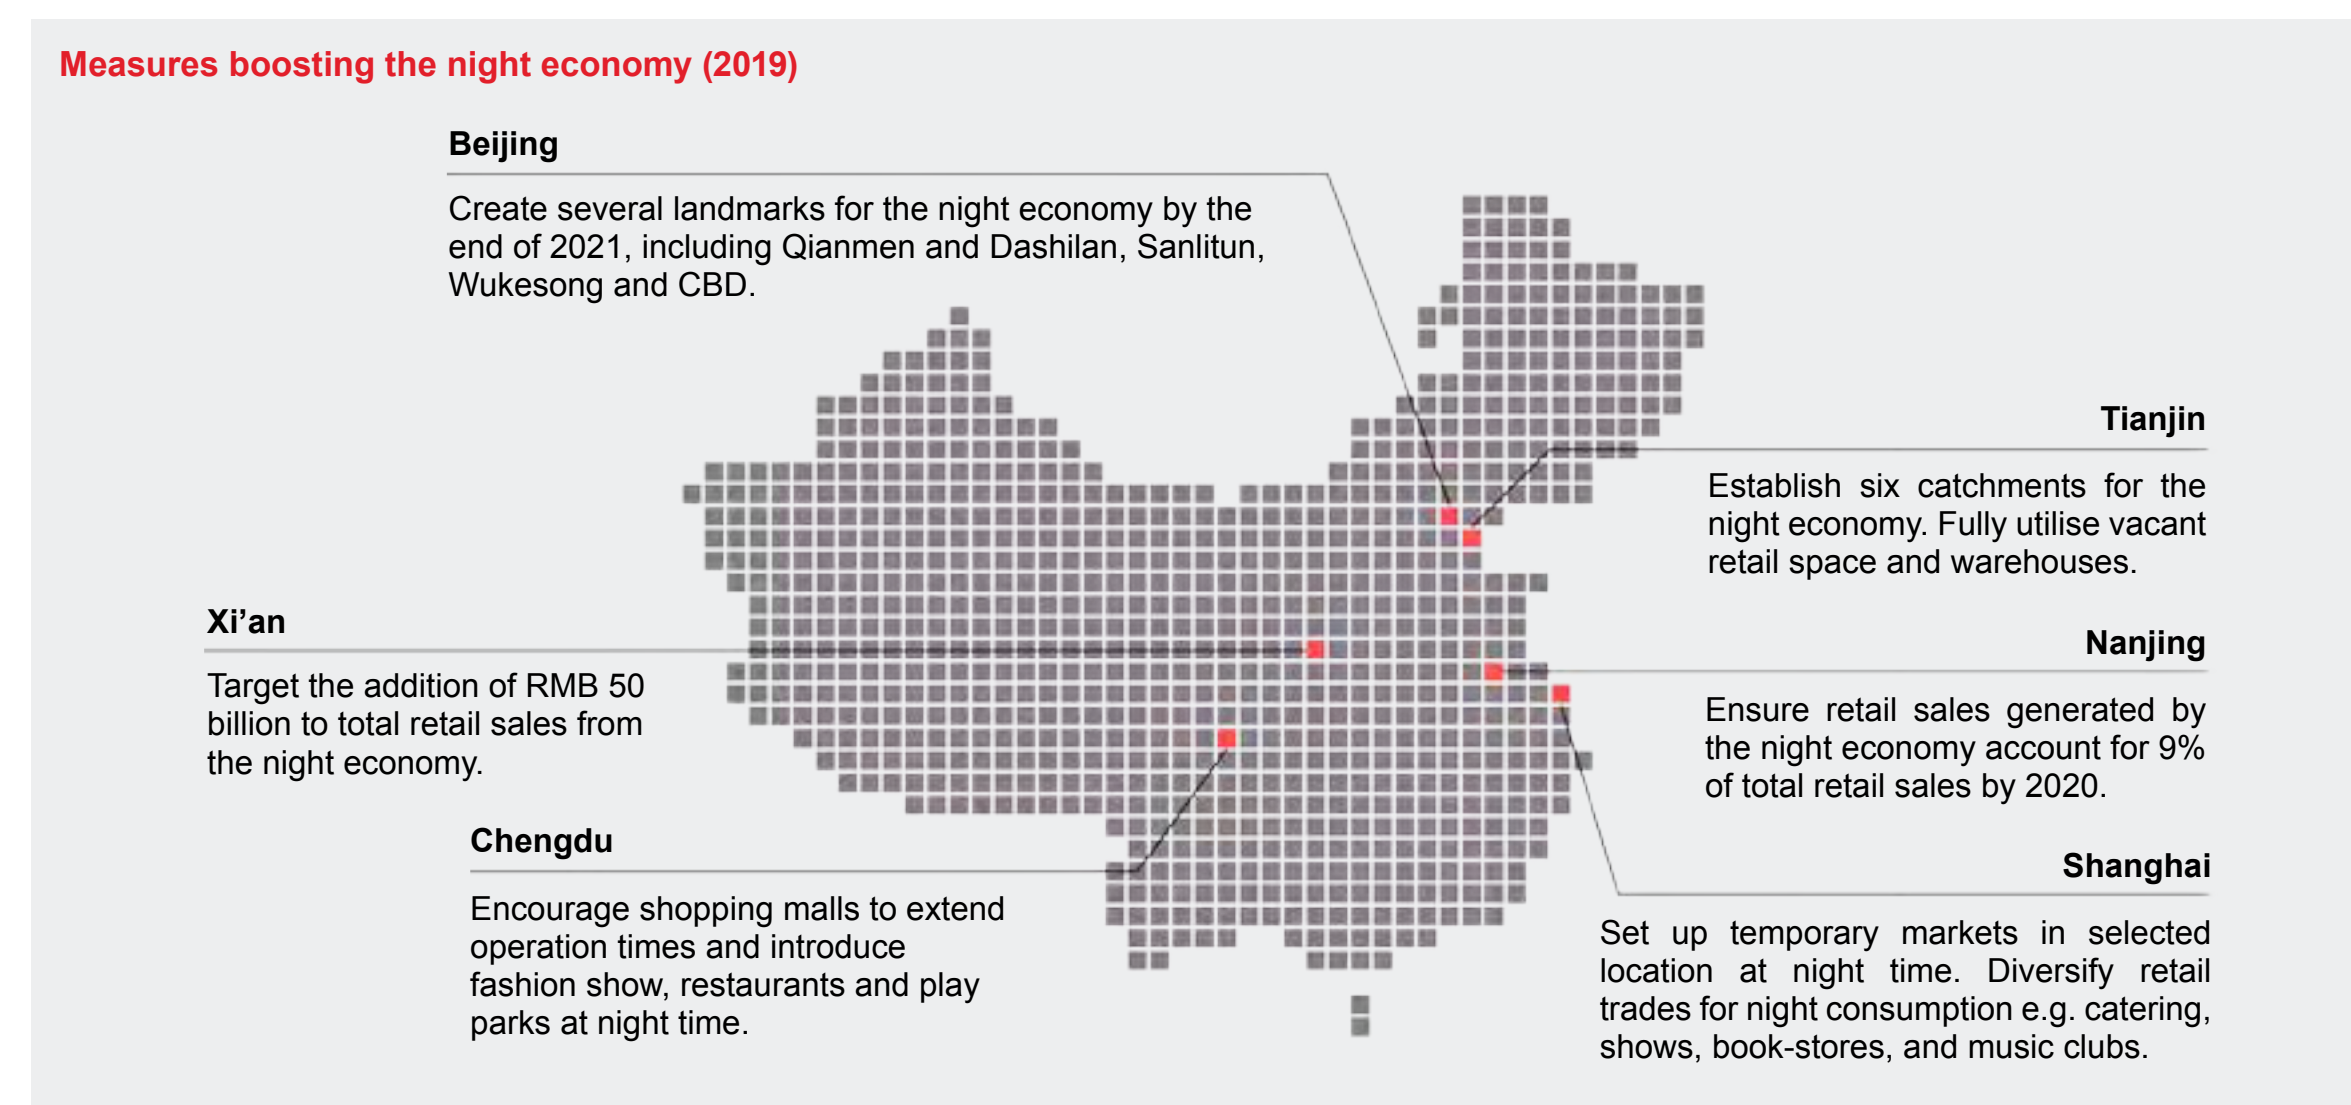 Measures boosting the night economy (2019)
Beijing
Create several landmarks for the night economy by the
end of 2021, including Qianmen and Dashilan, Sanlitun,
Wukesong and CBD.
Tianjin
Establish six catchments for the
night economy. Fully utilise vacant
retail space and warehouses.
Xi’an
Target the addition of RMB 50
billion to total retail sales from
the night economy.
Nanjing
Ensure retail sales generated by
the night economy account for 9%
of total retail sales by 2020.
Chengdu
Encourage shopping malls to extend
operation times and introduce
fashion show, restaurants and play
parks at night time.
Shanghai
Set up temporary markets in selected
location at night time. Diversify retail
trades for night consumption e.g. catering,
shows, book-stores, and music clubs.